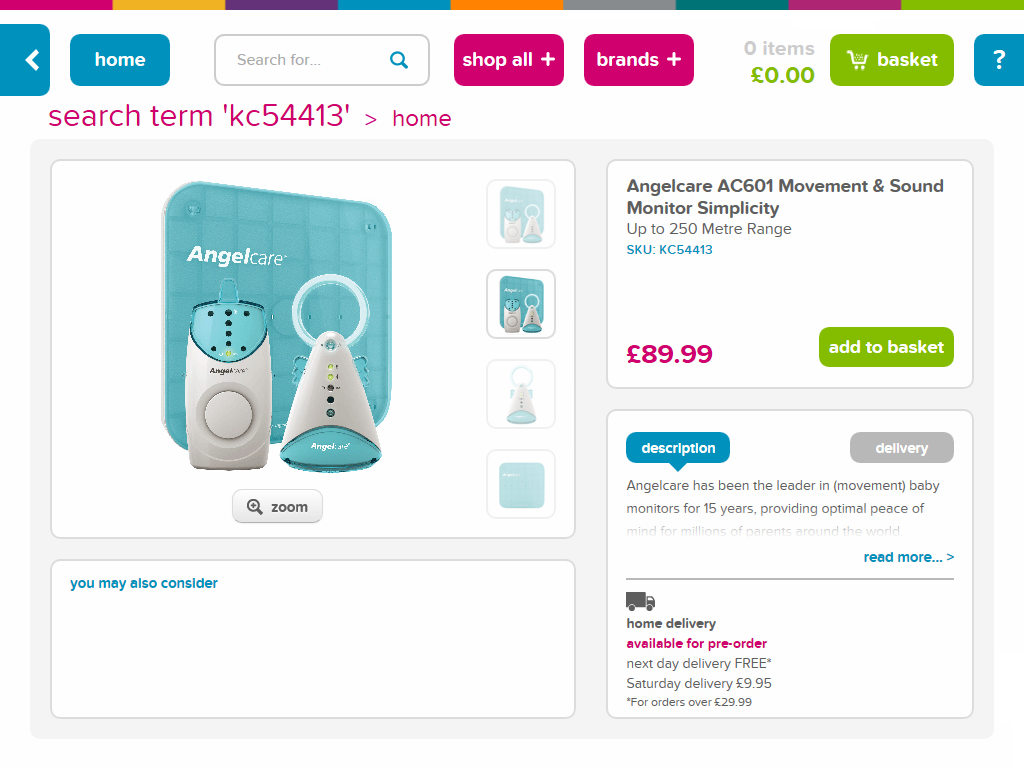 home
Search for...
shop all +
brands +
0 items
£0.00
basket
?
search term 'kc54413' > home
Angelcare
Angelcare
Angelcare
zoom
you may also consider
Angelcare AC601 Movement & Sound
Monitor Simplicity
Up to 250 Metre Range
SKU: KC54413
£89.99
add to basket
description
delivery
Angelcare has been the leader in (movement) baby
monitors for 15 years, providing optimal peace of
mind for millions of parents around the world
read more... >
home delivery
available for pre-order
next day delivery FREE*
Saturday delivery £9.95
*For orders over £29.99